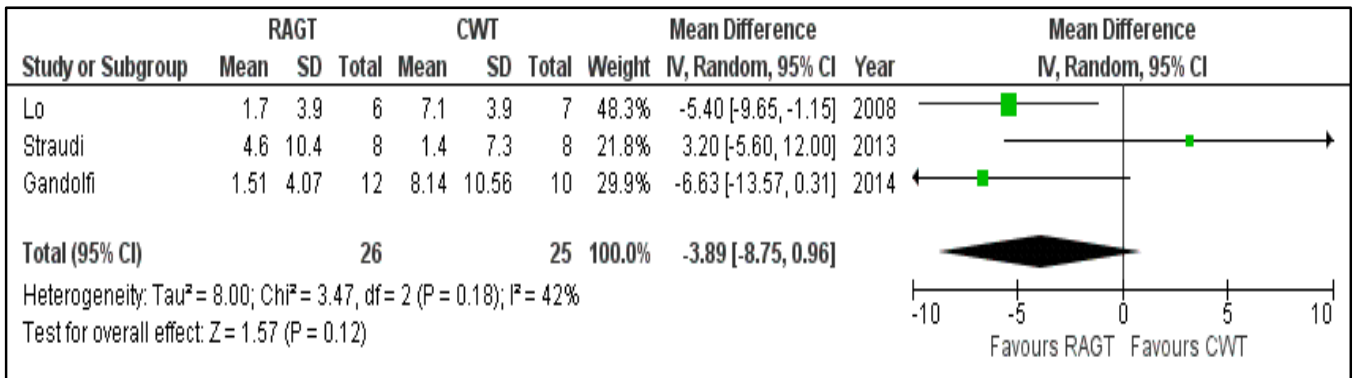 RAGT CWT Mean Difference Mean Difference
Study or Subgroup Mean SD Total Mean SD Total Weight IV, Random, 95% CI Year IV, Random, 95% CI
Lo 1.7 3.9 6 7.1 3.9 7 48.3% -5.40 [-9.65, -1.15] 2008
Straudi 4.6 10.4 8 1.4 7.3 8 21.8% 3.20 [-5.60, 12.00] 2013
Gandolfi 1.51 4.07 12 8.14 10.56 10 29.9% -6.63 [-13.57, 0.31] 2014
Total (95% CI) 26 25 100.0% -3.89 [-8.75, 0.96]
Heterogeneity: Tau² = 8.00; Chi² = 3.47, df = 2 (P = 0.18); I² = 42%
Test for overall effect: Z = 1.57 (P = 0.12)
-10 -5 0 5 10
Favours RAGT Favours CWT